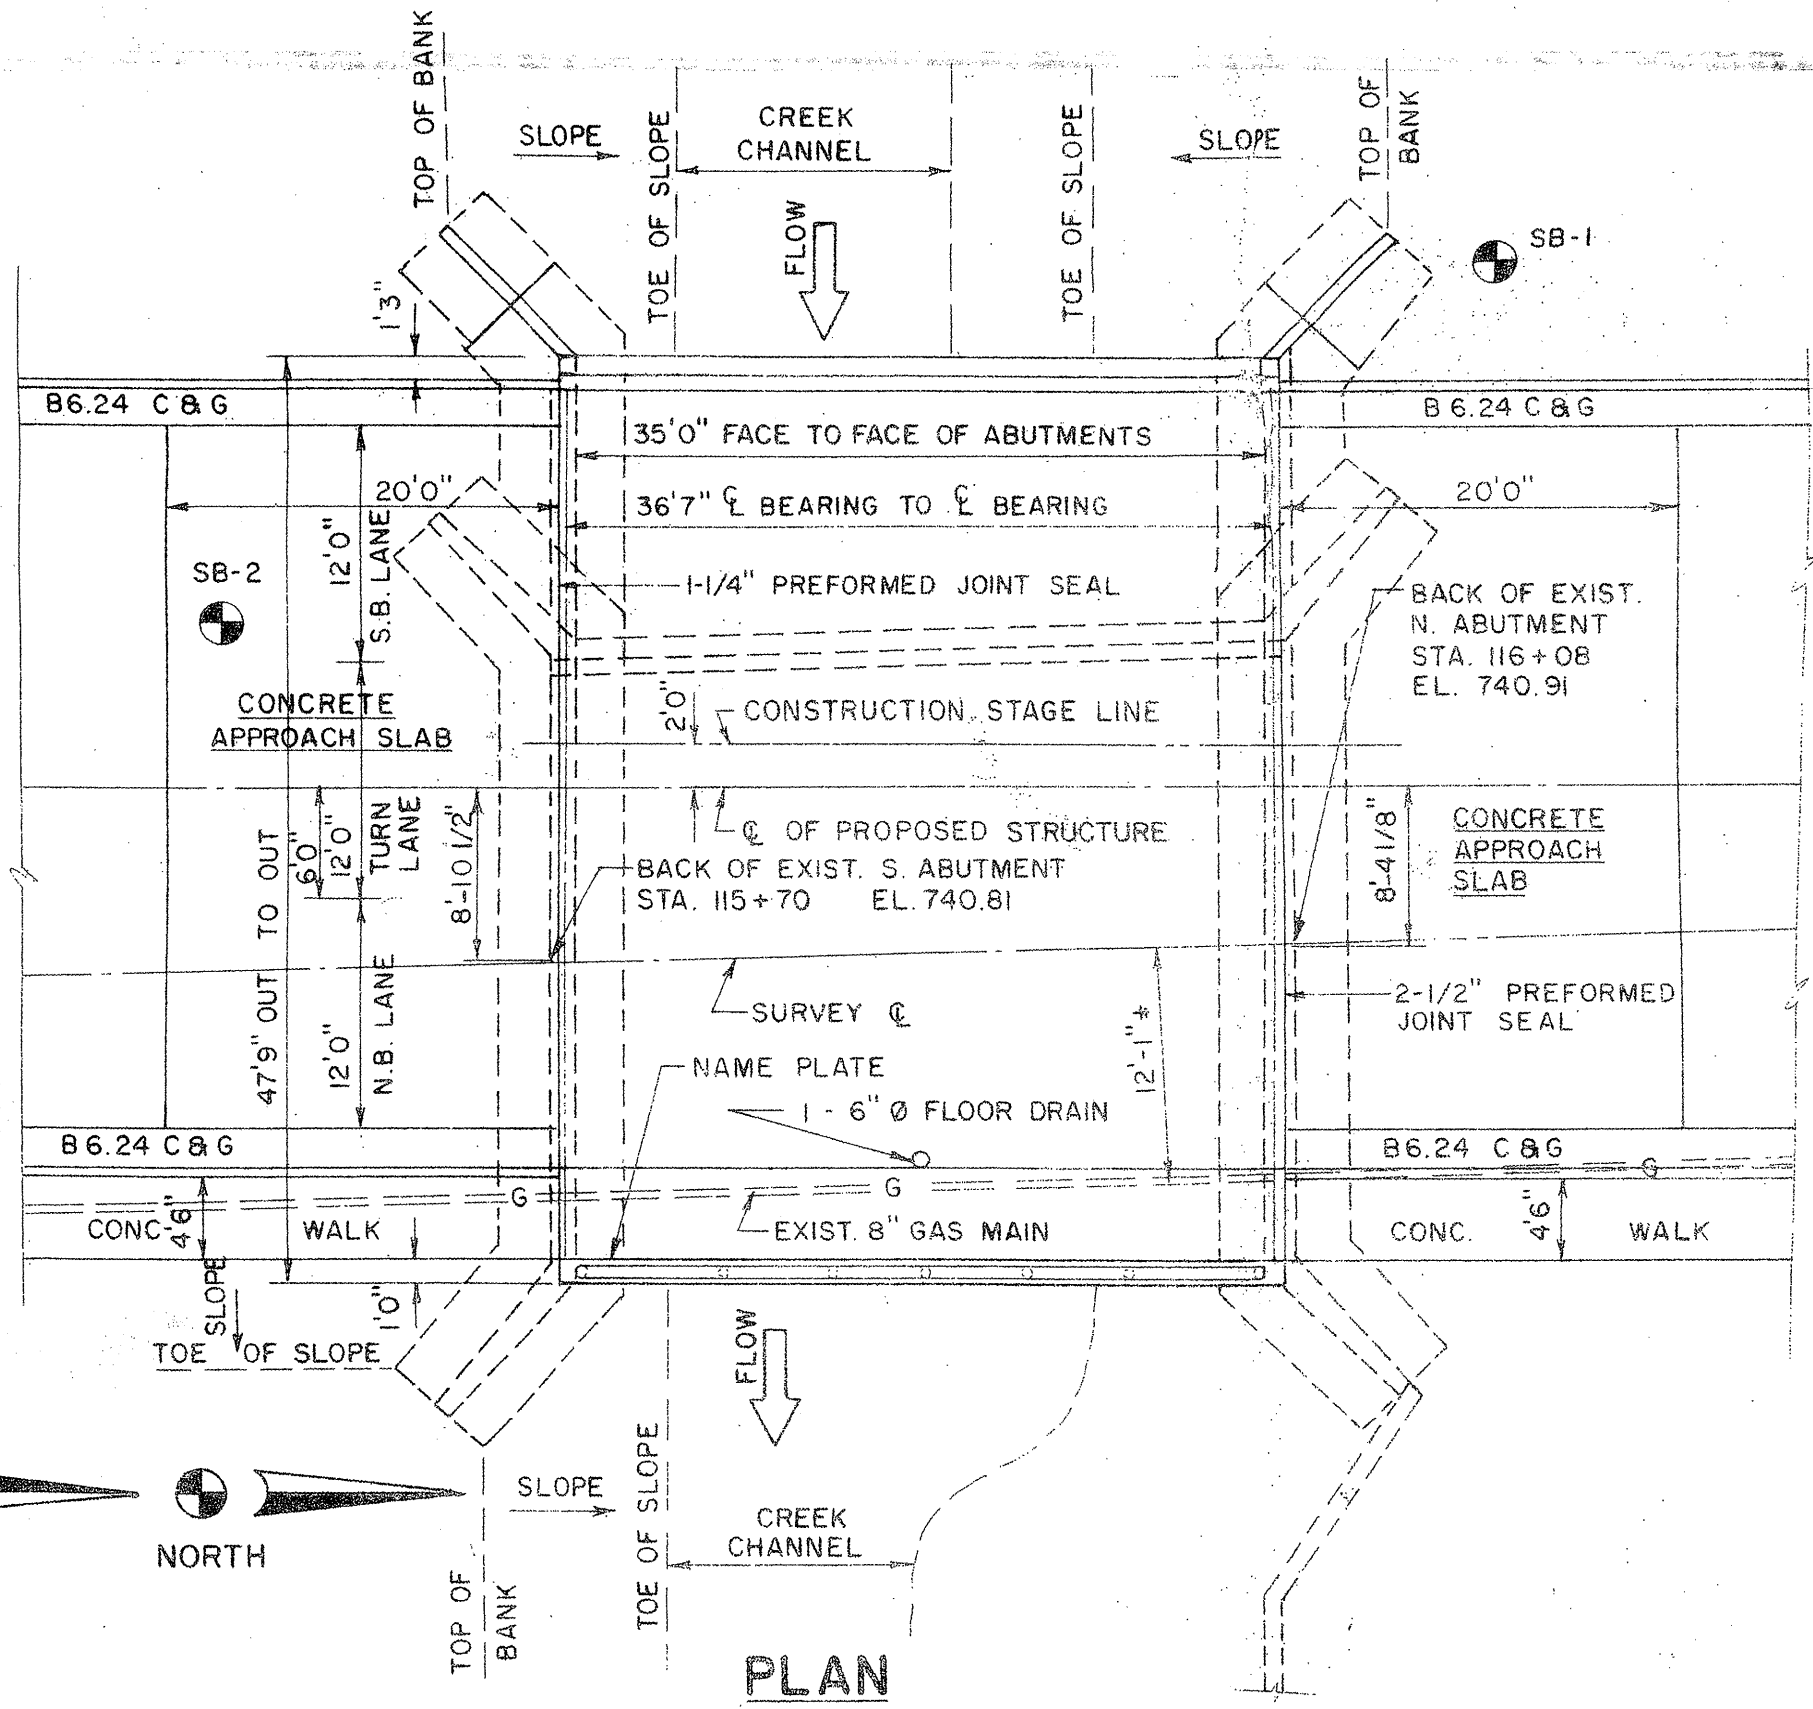 TOP OF BANK
SLOPE
TOE OF SLOPE
CREEK
CHANNEL
TOE OF SLOPE
SLOPE
TOP OF
BANK
FLOW
SB-1
1'3"
B6.24 C & G
B 6.24 C & G
35'0" FACE TO FACE OF ABUTMENTS
20'0"
36'7" ℄ BEARING TO ℄ BEARING
20'0"
12'0"
S.B. LANE
SB-2
1-1/4" PREFORMED JOINT SEAL
BACK OF EXIST.
N. ABUTMENT
STA. 116+08
EL. 740.91
CONCRETE
APPROACH SLAB
2'0"
CONSTRUCTION STAGE LINE
47'9" OUT TO OUT
6'0"
12'0"
TURN
LANE
8'-10 1/2"
℄ OF PROPOSED STRUCTURE
BACK OF EXIST. S. ABUTMENT
STA. 115+70 EL. 740.81
8'-4 1/8"
CONCRETE
APPROACH
SLAB
12'0"
N.B. LANE
SURVEY ℄
12'-1" *
2-1/2" PREFORMED
JOINT SEAL
NAME PLATE
1 - 6" Ø FLOOR DRAIN
B 6.24 C & G
B6.24 C & G
G
G
G
CONC.
4'6"
WALK
EXIST. 8" GAS MAIN
CONC.
4'6"
WALK
SLOPE
1'0"
TOE OF SLOPE
FLOW
NORTH
TOP OF
BANK
SLOPE
TOE OF SLOPE
CREEK
CHANNEL
PLAN